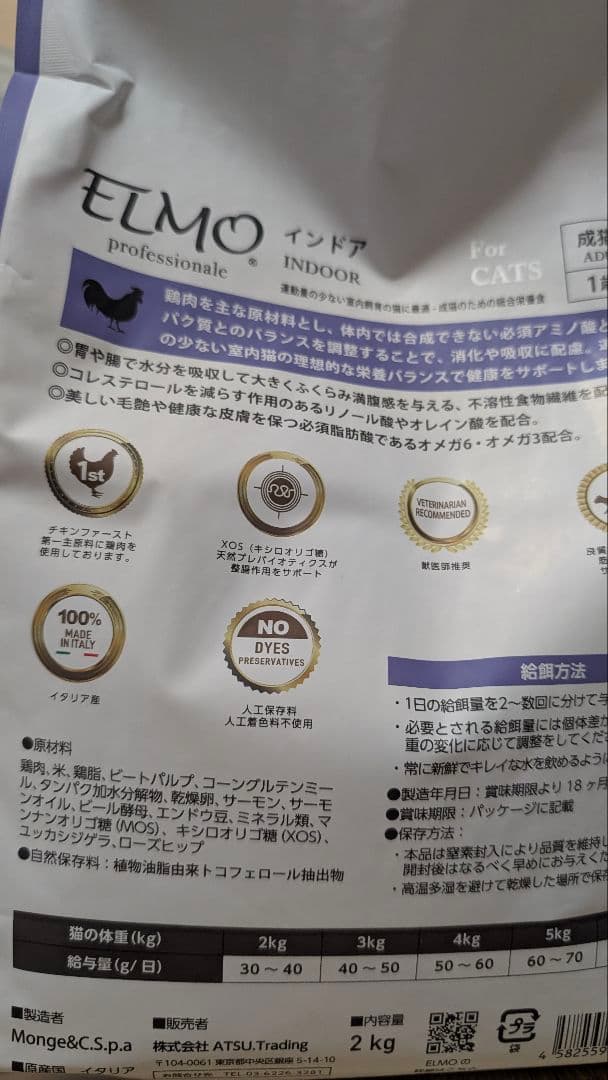 ELMO®
professionale
インドア
INDOOR
For
CATS
成猫
1
運動量の少ない室内飼育の猫に最適 - 成猫のための総合栄養食
鶏肉を主な原材料とし、体内では合成できない必須アミノ酸と
パク質とのバランスを調整することで、消化や吸収に配慮。運
の少ない室内猫の理想的な栄養バランスで健康をサポートしま
◎胃や腸で水分を吸収して大きくふくらみ満腹感を与える、不溶性食物繊維を配
◎コレステロールを減らす作用のあるリノール酸やオレイン酸を配合。
◎美しい毛艶や健康な皮膚を保つ必須脂肪酸であるオメガ6・オメガ3配合。
1st
チキンファースト
第一主原料に鶏肉を
使用しております。
XOS (キシロオリゴ糖)
天然プレバイオティクスが
整腸作用をサポート
VETERINARIAN
RECOMMENDED
獣医師推奨
100%
MADE
IN ITALY
イタリア産
NO
DYES
PRESERVATIVES
人工保存料
人工着色料不使用
●原材料
鶏肉、米、鶏脂、ビートパルプ、コーングルテンミー
ル、タンパク加水分解物、乾燥卵、サーモン、サーモ
ンオイル、ビール酵母、エンドウ豆、ミネラル類、マ
ンナンオリゴ糖(MOS)、キシロオリゴ糖(XOS)、
ユッカシジゲラ、ローズヒップ
●自然保存料：植物油脂由来トコフェロール抽出物
給餌方法
・1日の給餌量を2〜数回に分けて与
・必要とされる給餌量には個体差が
重の変化に応じて調整をしてくださ
・常に新鮮でキレイな水を飲めるように
●製造年月日：賞味期限より18ヶ月
●賞味期限：パッケージに記載
●保存方法：
・本品は窒素封入により品質を維持し
開封後はなるべく早めにお与えくだ
・高温多湿を避けて乾燥した場所で保存
猫の体重(kg) 2kg 3kg 4kg 5kg
給与量(g/日) 30〜40 40〜50 50〜60 60〜70
■製造者
Monge&C.S.p.a
■原産国 イタリア
■販売者
株式会社 ATSU.Trading
〒104-0061 東京都中央区銀座 5-14-10
お問合せ先 TEL 03-6226-3281
■内容量
2 kg
ELMO の
プラ
袋
4 582559